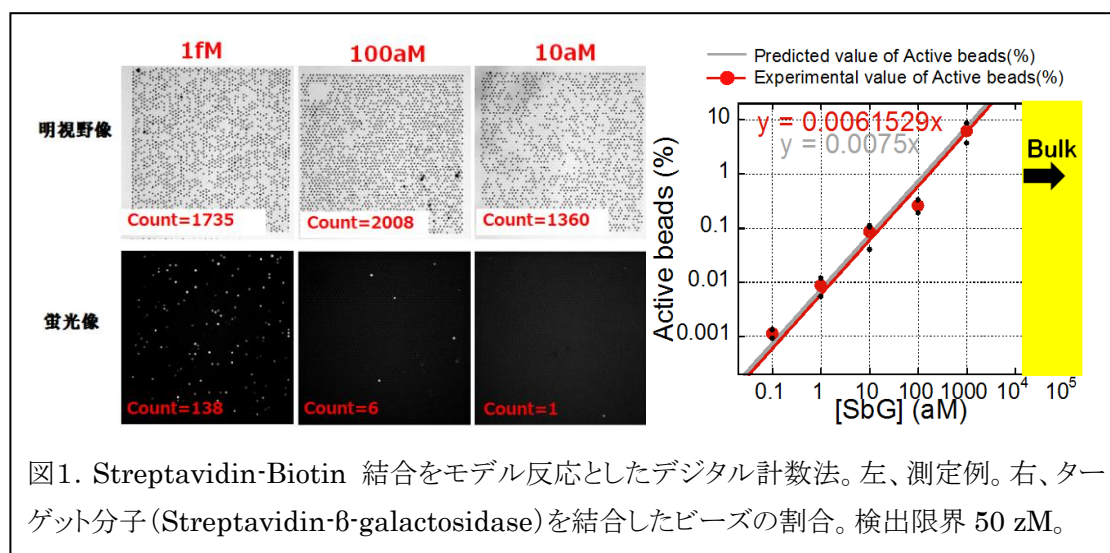 1fM 100aM 10aM
明視野像
Count=1735 Count=2008 Count=1360
蛍光像
Count=138 Count=6 Count=1
Predicted value of Active beads(%)
Experimental value of Active beads(%)
y = 0.0061529x
y = 0.0075x
Bulk
Active beads (%)
10
1
0.1
0.01
0.001
0.1 1 10 100 1000 10⁴ 10⁵
[SbG] (aM)
図1. Streptavidin-Biotin 結合をモデル反応としたデジタル計数法。左、測定例。右、ター
ゲット分子(Streptavidin-β-galactosidase)を結合したビーズの割合。検出限界 50 zM。